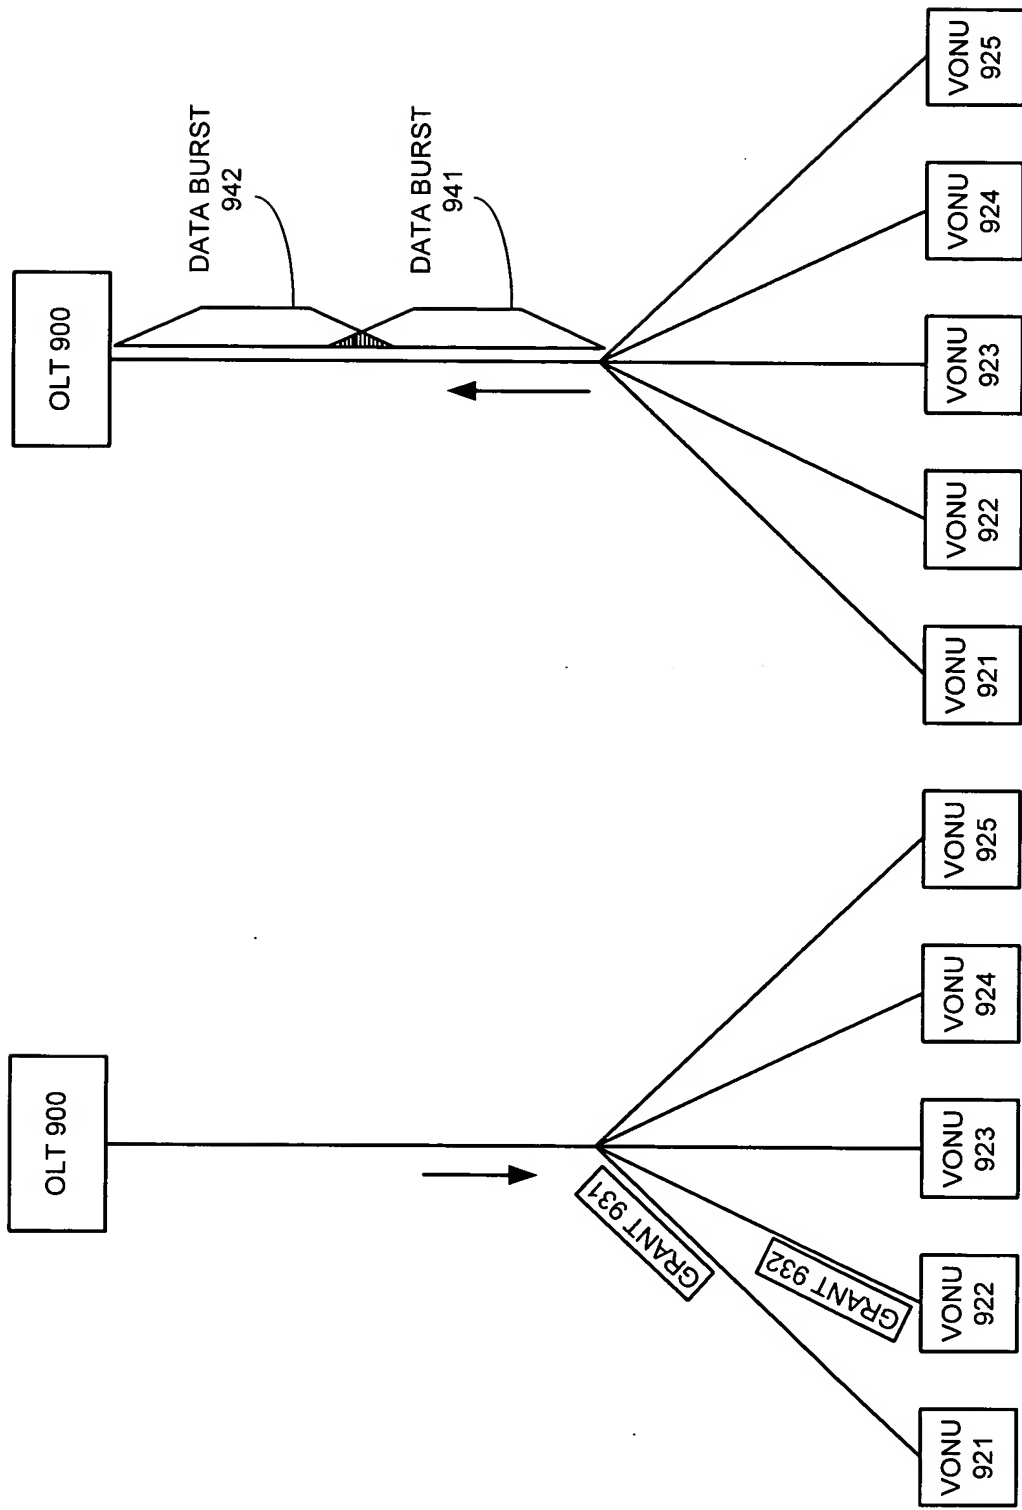 OLT 900
GRANT 931
GRANT 932
VONU
921
VONU
922
VONU
923
VONU
924
VONU
925
OLT 900
DATA BURST
942
DATA BURST
941
VONU
921
VONU
922
VONU
923
VONU
924
VONU
925